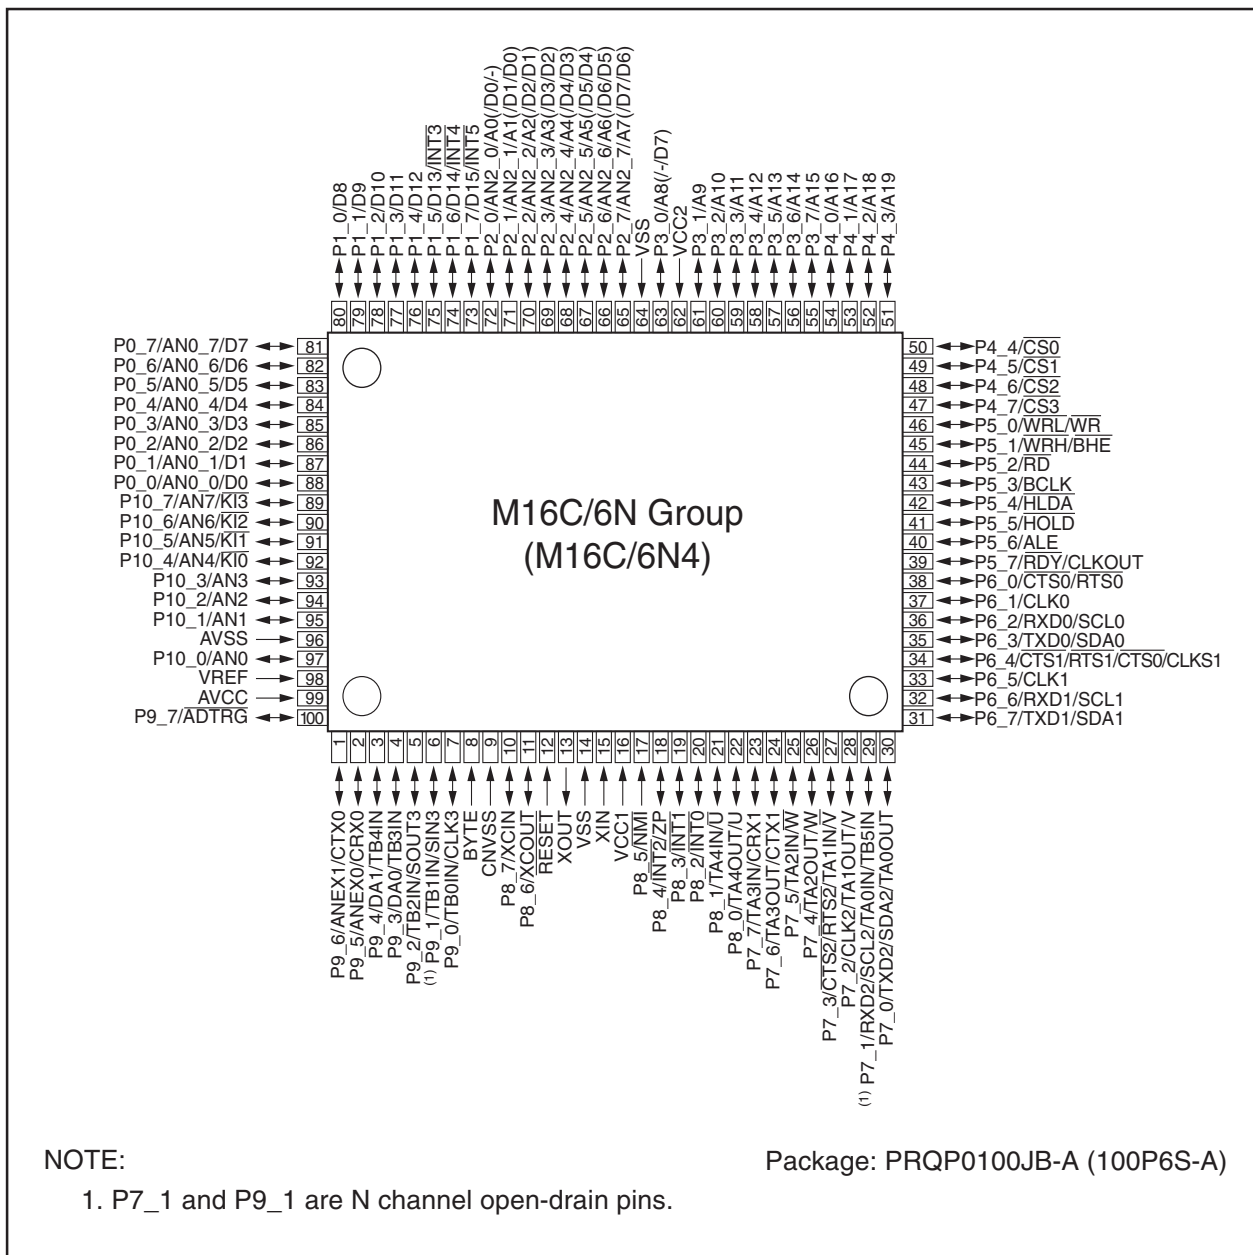 P1_0/D8
P1_1/D9
P1_2/D10
P1_3/D11
P1_4/D12
P1_5/D13/INT3
P1_6/D14/INT4
P1_7/D15/INT5
P2_0/AN2_0/A0(/D0/-)
P2_1/AN2_1/A1(/D1/D0)
P2_2/AN2_2/A2(/D2/D1)
P2_3/AN2_3/A3(/D3/D2)
P2_4/AN2_4/A4(/D4/D3)
P2_5/AN2_5/A5(/D5/D4)
P2_6/AN2_6/A6(/D6/D5)
P2_7/AN2_7/A7(/D7/D6)
VSS
P3_0/A8(/-/D7)
VCC2
P3_1/A9
P3_2/A10
P3_3/A11
P3_4/A12
P3_5/A13
P3_6/A14
P3_7/A15
P4_0/A16
P4_1/A17
P4_2/A18
P4_3/A19
80 79 78 77 76 75 74 73 72 71 70 69 68 67 66 65 64 63 62 61 60 59 58 57 56 55 54 53 52 51
P0_7/AN0_7/D7 81
P0_6/AN0_6/D6 82
P0_5/AN0_5/D5 83
P0_4/AN0_4/D4 84
P0_3/AN0_3/D3 85
P0_2/AN0_2/D2 86
P0_1/AN0_1/D1 87
P0_0/AN0_0/D0 88
P10_7/AN7/KI3 89
P10_6/AN6/KI2 90
P10_5/AN5/KI1 91
P10_4/AN4/KI0 92
P10_3/AN3 93
P10_2/AN2 94
P10_1/AN1 95
AVSS 96
P10_0/AN0 97
VREF 98
AVCC 99
P9_7/ADTRG 100
M16C/6N Group
(M16C/6N4)
50 P4_4/CS0
49 P4_5/CS1
48 P4_6/CS2
47 P4_7/CS3
46 P5_0/WRL/WR
45 P5_1/WRH/BHE
44 P5_2/RD
43 P5_3/BCLK
42 P5_4/HLDA
41 P5_5/HOLD
40 P5_6/ALE
39 P5_7/RDY/CLKOUT
38 P6_0/CTS0/RTS0
37 P6_1/CLK0
36 P6_2/RXD0/SCL0
35 P6_3/TXD0/SDA0
34 P6_4/CTS1/RTS1/CTS0/CLKS1
33 P6_5/CLK1
32 P6_6/RXD1/SCL1
31 P6_7/TXD1/SDA1
1 2 3 4 5 6 7 8 9 10 11 12 13 14 15 16 17 18 19 20 21 22 23 24 25 26 27 28 29 30
P9_6/ANEX1/CTX0
P9_5/ANEX0/CRX0
P9_4/DA1/TB4IN
P9_3/DA0/TB3IN
P9_2/TB2IN/SOUT3
(1) P9_1/TB1IN/SIN3
P9_0/TB0IN/CLK3
BYTE
CNVSS
P8_7/XCIN
P8_6/XCOUT
RESET
XOUT
VSS
XIN
VCC1
P8_5/NMI
P8_4/INT2/ZP
P8_3/INT1
P8_2/INT0
P8_1/TA4IN/U
P8_0/TA4OUT/U
P7_7/TA3IN/CRX1
P7_6/TA3OUT/CTX1
P7_5/TA2IN/W
P7_4/TA2OUT/W
P7_3/CTS2/RTS2/TA1IN/V
P7_2/CLK2/TA1OUT/V
(1) P7_1/RXD2/SCL2/TA0IN/TB5IN
P7_0/TXD2/SDA2/TA0OUT
NOTE:
Package: PRQP0100JB-A (100P6S-A)
1. P7_1 and P9_1 are N channel open-drain pins.